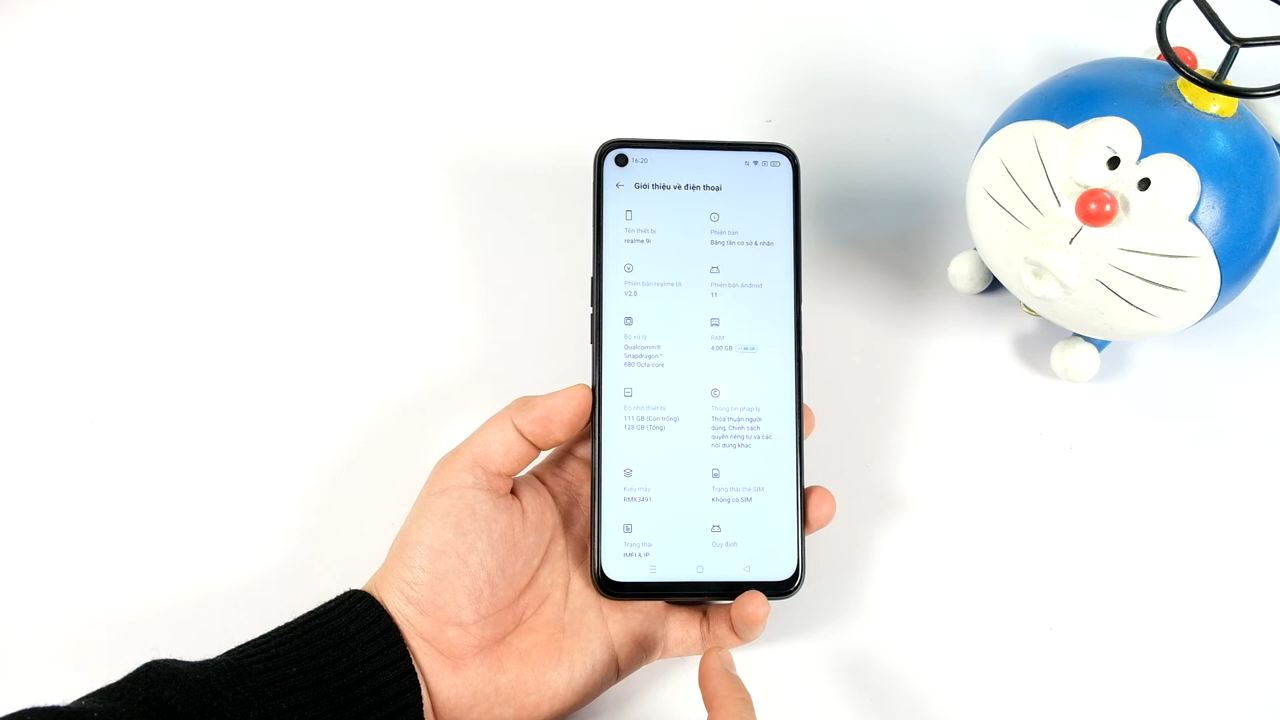 16:20
Giới thiệu về điện thoại
Tên thiết bị
realme 9i
Phiên bản
Băng tần cơ sở & nhân
Phiên bản realme UI
V2.0
Phiên bản Android
11
Bộ xử lý
Qualcomm®
Snapdragon™
680 Octa-core
RAM
4,00 GB
Bộ nhớ thiết bị
111 GB (Còn trống)
128 GB (Tổng)
Thông tin pháp lý
Thỏa thuận người
dùng, Chính sách
quyền riêng tư và các
nội dung khác
Kiểu máy
RMX3491
Trạng thái thẻ SIM
Không có SIM
Trạng thái
IMEI & IP
Quy định